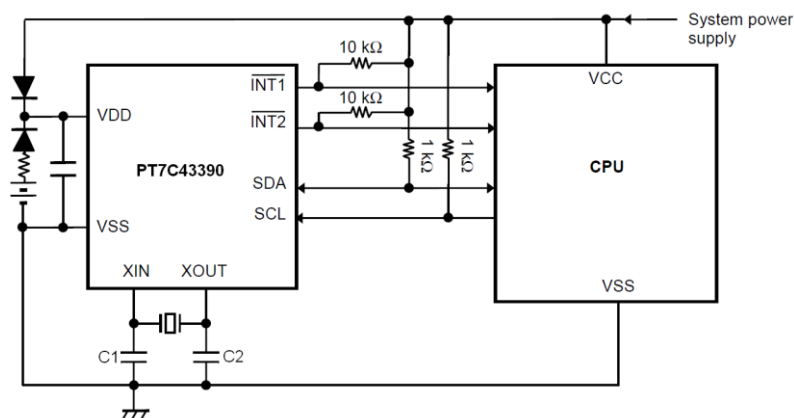 System power
supply
10 kΩ
INT1
VDD
VCC
10 kΩ
INT2
PT7C43390
1 kΩ
1 kΩ
CPU
SDA
SCL
VSS
XIN
XOUT
VSS
C1
C2